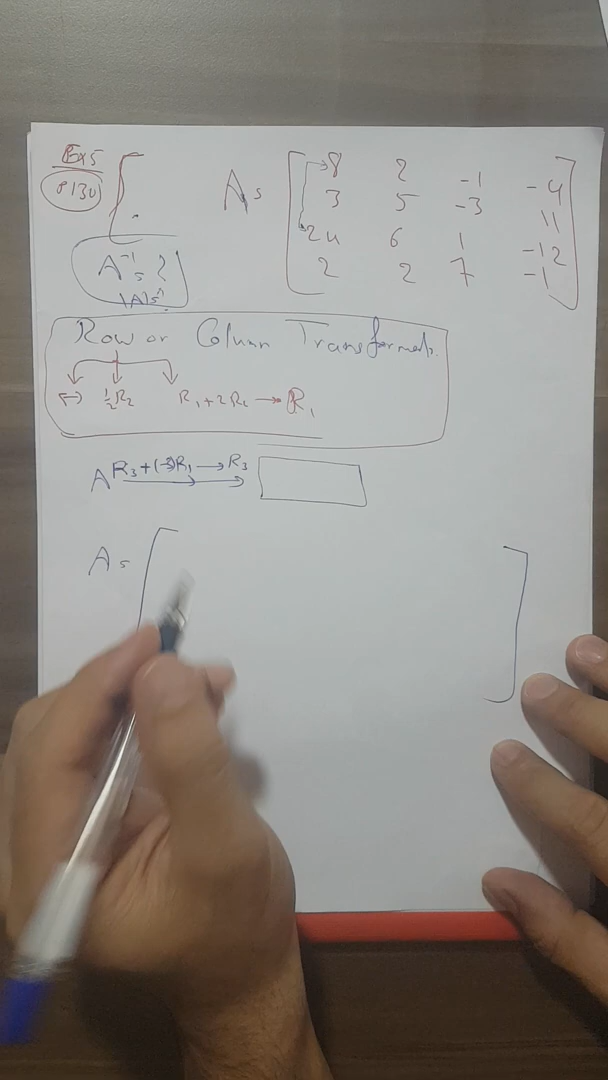 Ex5
P130
A = 8 2 -1 -4
3 5 -3 11
24 6 1 -12
2 2 7 -1
A⁻¹ = ?
|A| = ?
Row or Column Transformat.
↔ ½R₂ R₁ + 2R₂ → R₁
A R₃ + (-3)R₁ → R₃
A =